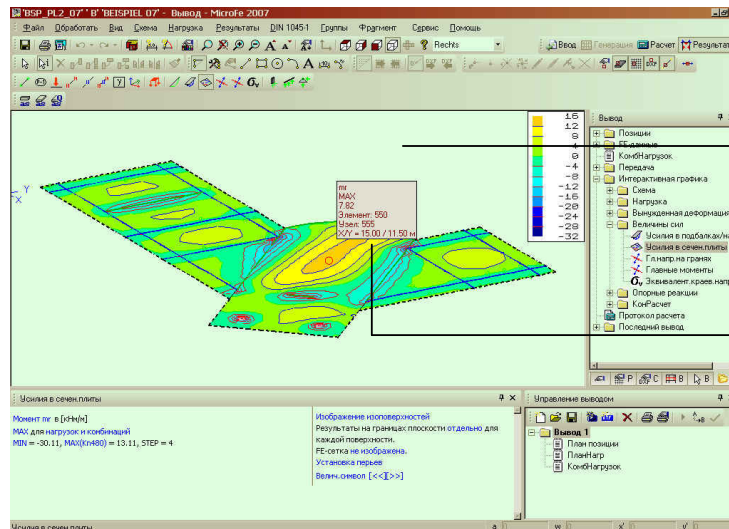 'BSP_PL2_07' 'B' 'BEISPIEL 07' - Вывод - MicroFe 2007
Файл Обработать Вид Схема Нагрузка Результаты DIN 1045-1 Группы Фрагмент Сервис Помощь
Rechts
Ввод Генерация Расчет Результат
mr
MAX
7.82
Элемент: 550
Узел: 555
X/Y = 15.00 / 11.50 м
Y
X
16
12
8
4
0
-4
-8
-12
-16
-20
-24
-28
-32
Вывод
Позиции
FE-данные
КомбНагрузок
Передача
Интерактивная графика
Схема
Нагрузка
Вынужденная деформация
Величины сил
Усилия в подбалках/на
Усилия в сечен.плиты
Гл.напр.на гранях
Главные моменты
Эквивалент.краев.напр
Опорные реакции
КонРасчет
Протокол расчета
Последний вывод
P C B B
Усилия в сечен.плиты
Момент mr в [кНм/м]
MAX для нагрузок и комбинаций
MIN = -30.11, MAX(Кп480) = 13.11, STEP = 4
Изображение изоповерхностей
Результаты на границах плоскости отдельно для
каждой поверхности.
FE-сетка не изображена.
Установка перьев
Велич.символ [<<][>>]
Управление выводом
Вывод 1
План позиции
ПланНагр
КомбНагрузок
Усилия в сечен.плиты